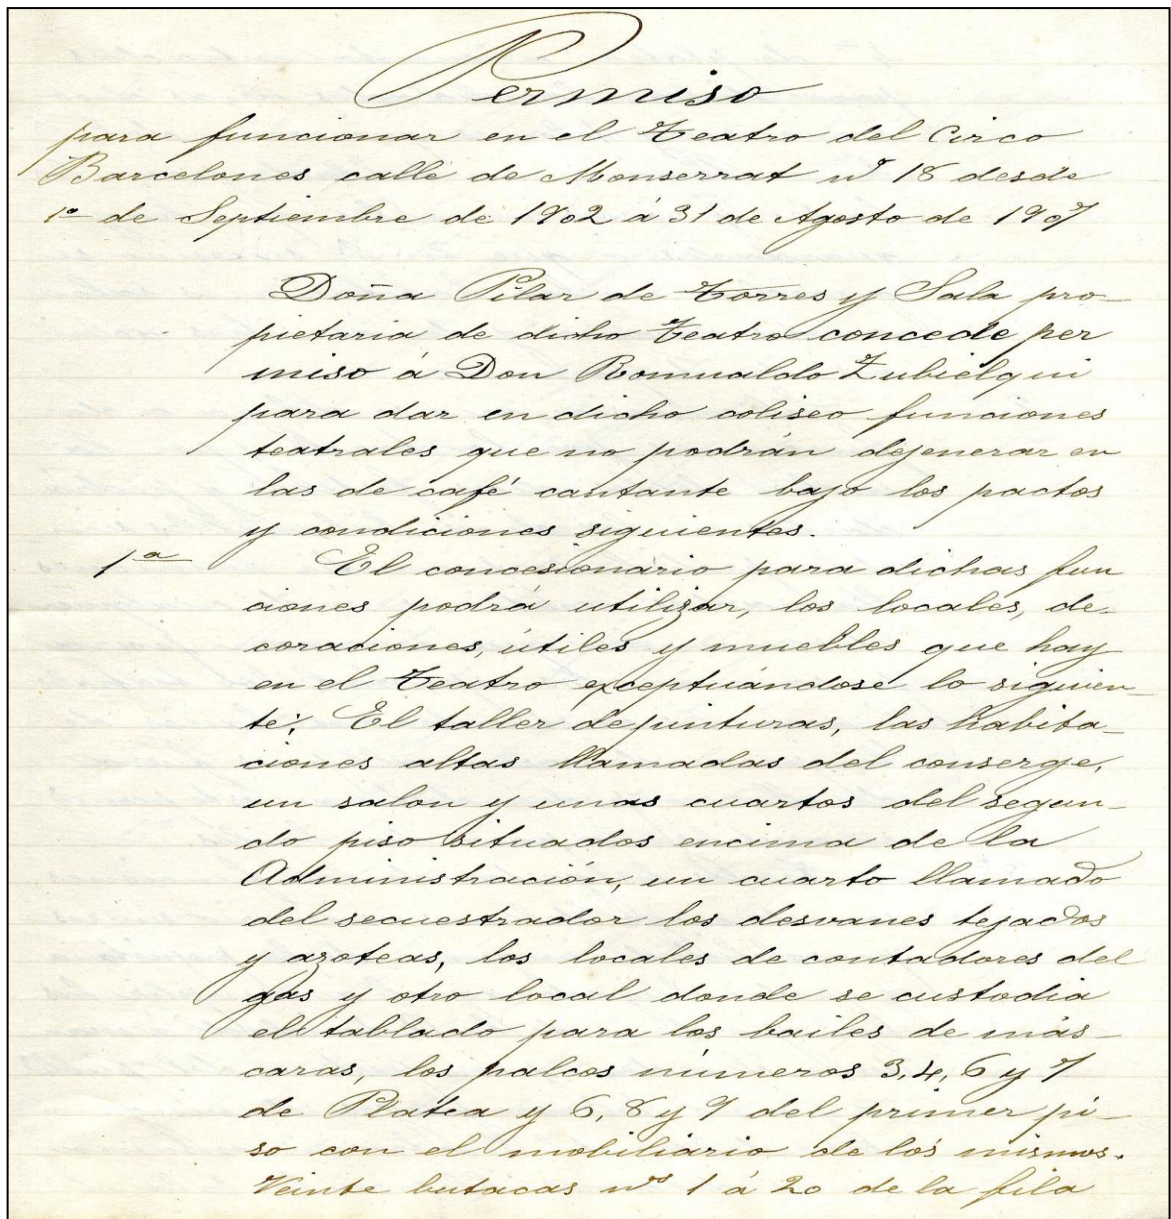 Permiso
para funcionar en el Teatro del Circo
Barcelones calle de Monserrat nº 18 desde
1º de Septiembre de 1902 á 31 de Agosto de 1907
Doña Pilar de Torres y Sala pro-
pietaria de dicho Teatro concede per
miso á Don Romualdo Zubielqui
para dar en dicho coliseo funciones
teatrales que no podrán dejenerar en
las de café cantante bajo los pactos
y condiciones siguientes.
1ª El concesionário para dichas fun
ciones podrá utilizar, los locales, de-
coraciones, útiles y muebles que hay
en el Teatro exceptuándose lo siguien-
te; El taller de pinturas, las habita-
ciones altas llamadas del conserge,
un salon y unos cuartos del segun-
do piso situados encima de la
Administración, un cuarto llamado
del secuestrador los desvanes tejados
y azoteas, los locales de contadores del
gas y otro local donde se custodia
el tablado para los bailes de más-
caras, los palcos números 3, 4, 6 y 7
de Platea y 6, 8 y 9 del primer pi-
so con el mobiliario de los mismos.
Veinte butacas nºs 1 á 20 de la fila